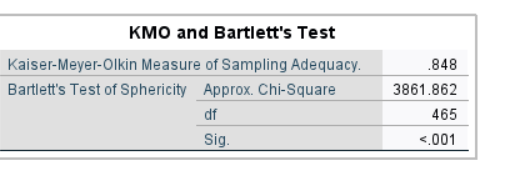 KMO and Bartlett's Test
Kaiser-Meyer-Olkin Measure of Sampling Adequacy. .848
Bartlett's Test of Sphericity Approx. Chi-Square 3861.862
df 465
Sig. <.001